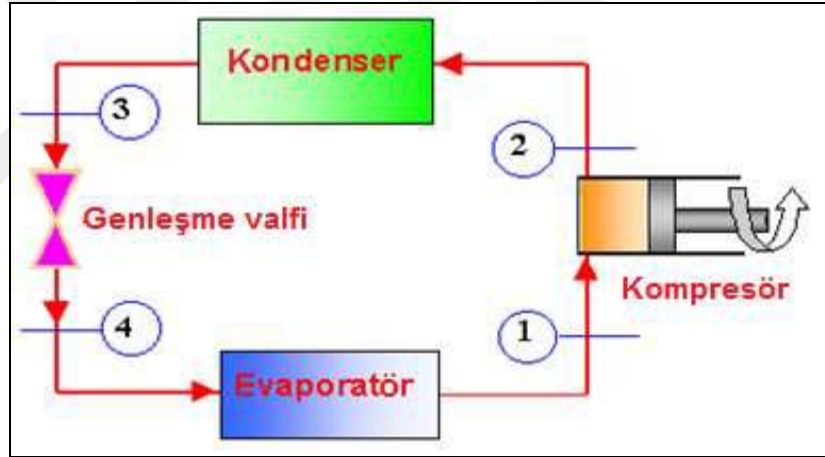 Kondenser
3
2
Genleşme valfi
Kompresör
4
1
Evaporatör